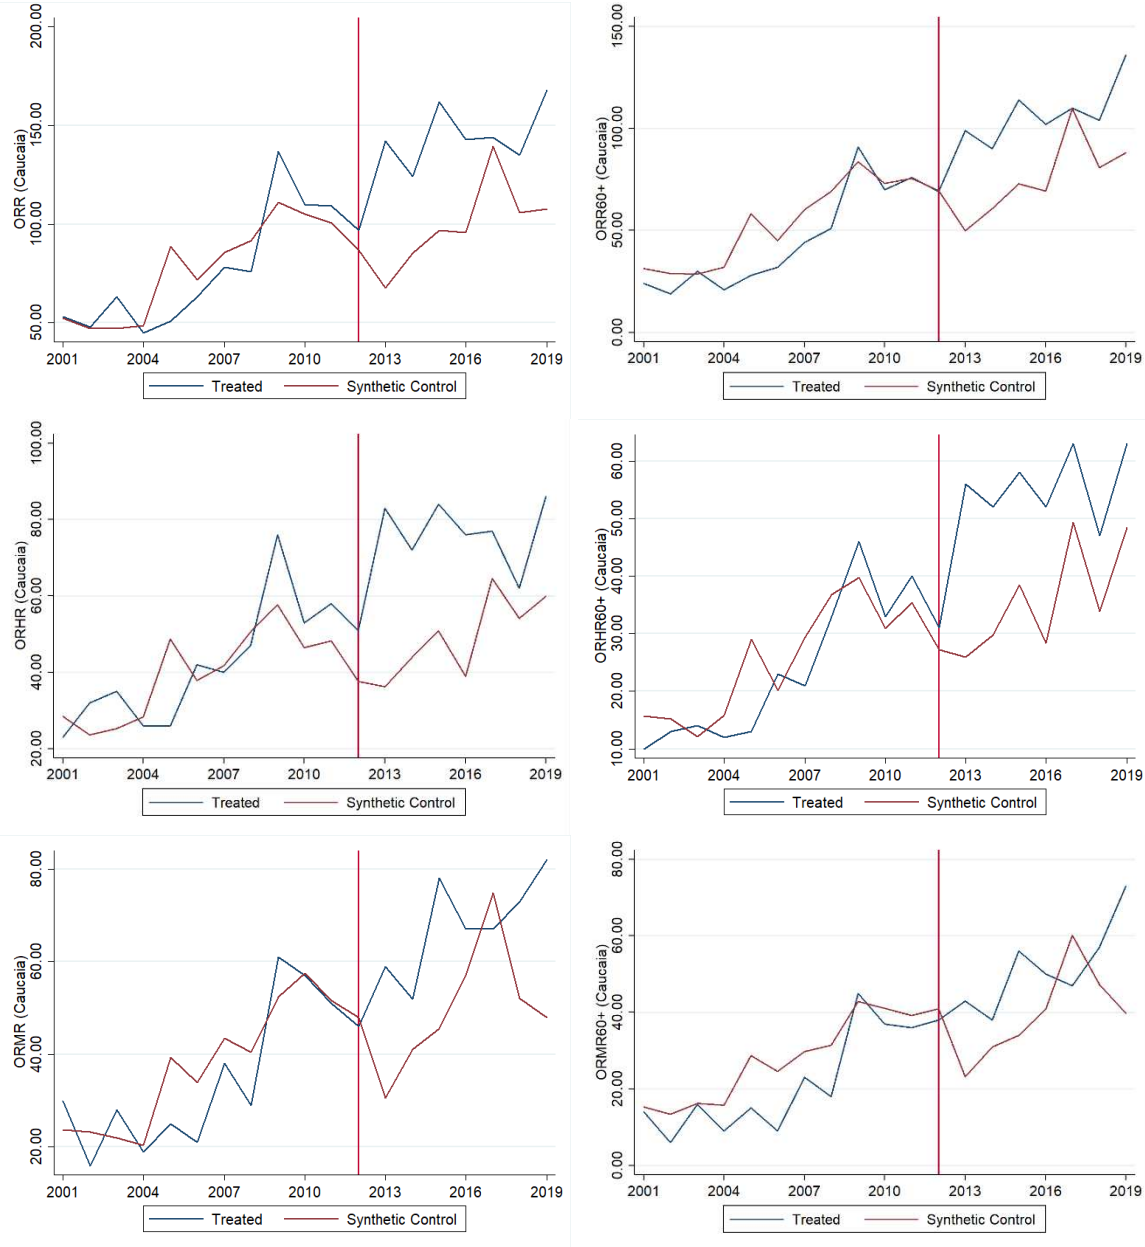 ORR (Caucaia)
200.00
150.00
100.00
50.00
2001 2004 2007 2010 2013 2016 2019
Treated Synthetic Control
ORR60+ (Caucaia)
150.00
100.00
50.00
0.00
2001 2004 2007 2010 2013 2016 2019
Treated Synthetic Control
ORHR (Caucaia)
100.00
80.00
60.00
40.00
20.00
2001 2004 2007 2010 2013 2016 2019
Treated Synthetic Control
ORHR60+ (Caucaia)
60.00
50.00
40.00
30.00
20.00
10.00
2001 2004 2007 2010 2013 2016 2019
Treated Synthetic Control
ORMR (Caucaia)
80.00
60.00
40.00
20.00
2001 2004 2007 2010 2013 2016 2019
Treated Synthetic Control
ORMR60+ (Caucaia)
80.00
60.00
40.00
20.00
0.00
2001 2004 2007 2010 2013 2016 2019
Treated Synthetic Control